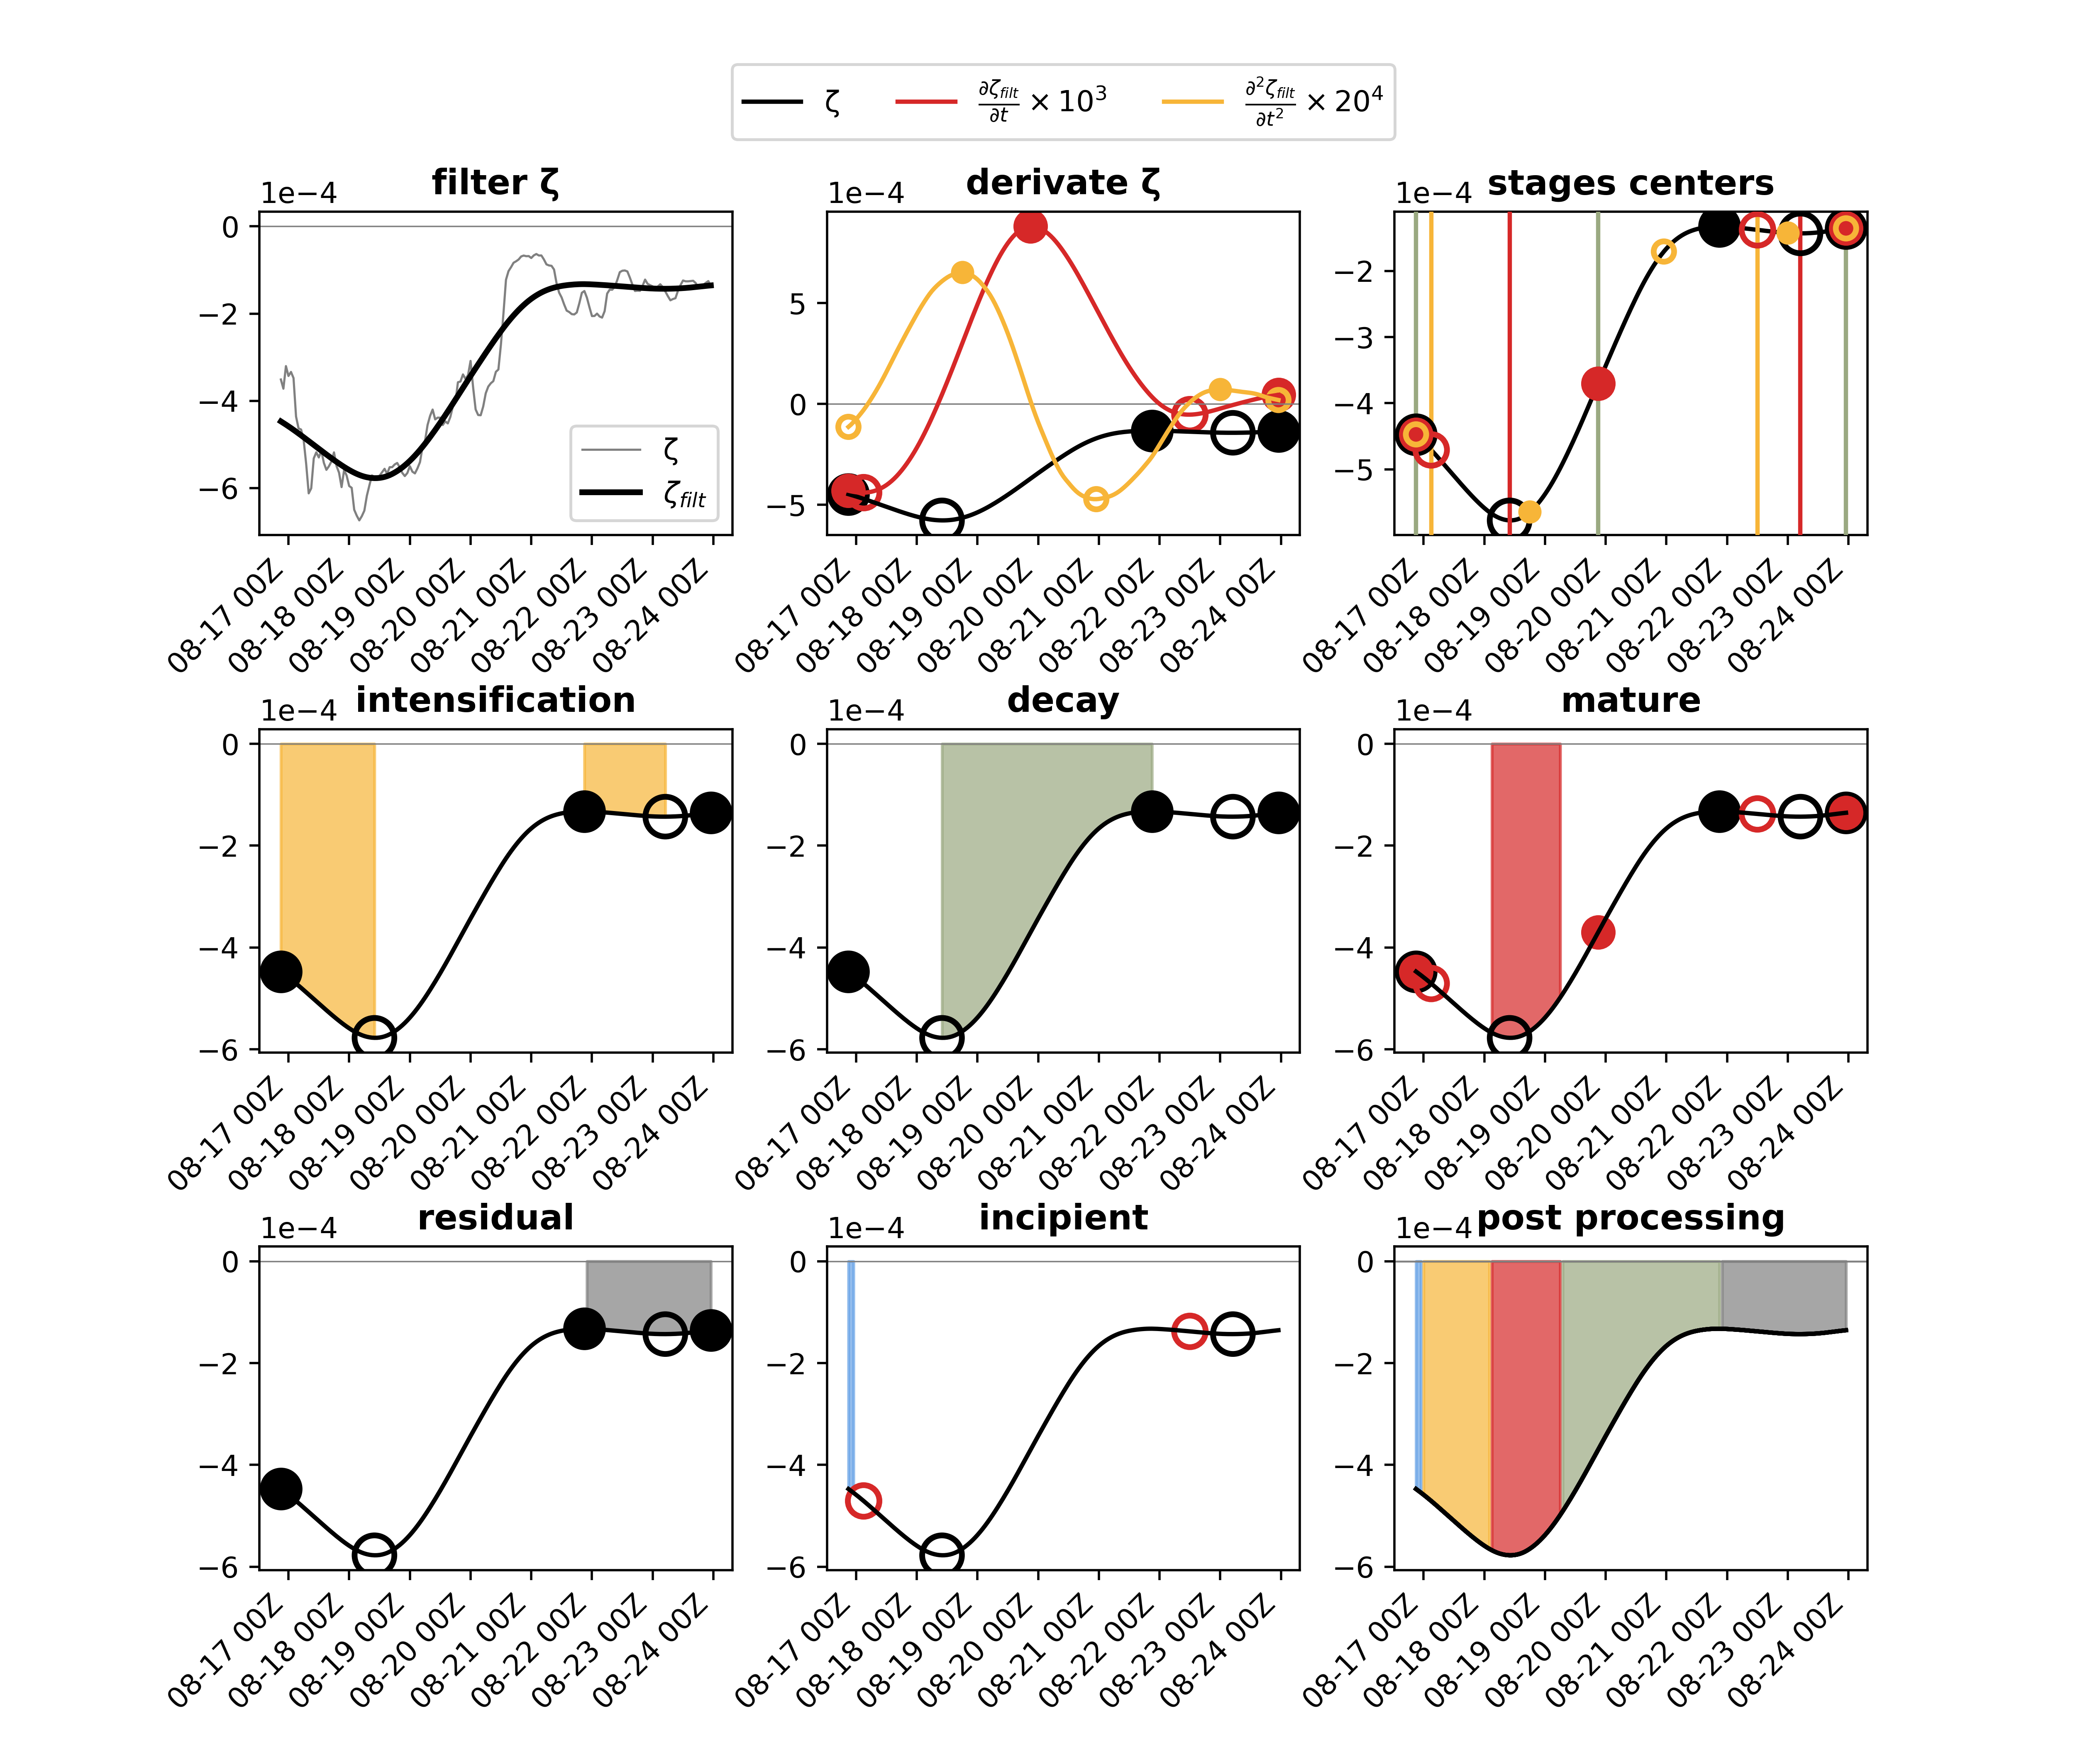 ζ ∂ζ_filt/∂t × 10³ ∂²ζ_filt/∂t² × 20⁴
filter ζ
1e−4
0
−2
−4
−6
ζ
ζ_filt
08-17 00Z 08-18 00Z 08-19 00Z 08-20 00Z 08-21 00Z 08-22 00Z 08-23 00Z 08-24 00Z
derivate ζ
1e−4
5
0
−5
08-17 00Z 08-18 00Z 08-19 00Z 08-20 00Z 08-21 00Z 08-22 00Z 08-23 00Z 08-24 00Z
stages centers
1e−4
−2
−3
−4
−5
08-17 00Z 08-18 00Z 08-19 00Z 08-20 00Z 08-21 00Z 08-22 00Z 08-23 00Z 08-24 00Z
intensification
1e−4
0
−2
−4
−6
08-17 00Z 08-18 00Z 08-19 00Z 08-20 00Z 08-21 00Z 08-22 00Z 08-23 00Z 08-24 00Z
decay
1e−4
0
−2
−4
−6
08-17 00Z 08-18 00Z 08-19 00Z 08-20 00Z 08-21 00Z 08-22 00Z 08-23 00Z 08-24 00Z
mature
1e−4
0
−2
−4
−6
08-17 00Z 08-18 00Z 08-19 00Z 08-20 00Z 08-21 00Z 08-22 00Z 08-23 00Z 08-24 00Z
residual
1e−4
0
−2
−4
−6
08-17 00Z 08-18 00Z 08-19 00Z 08-20 00Z 08-21 00Z 08-22 00Z 08-23 00Z 08-24 00Z
incipient
1e−4
0
−2
−4
−6
08-17 00Z 08-18 00Z 08-19 00Z 08-20 00Z 08-21 00Z 08-22 00Z 08-23 00Z 08-24 00Z
post processing
1e−4
0
−2
−4
−6
08-17 00Z 08-18 00Z 08-19 00Z 08-20 00Z 08-21 00Z 08-22 00Z 08-23 00Z 08-24 00Z